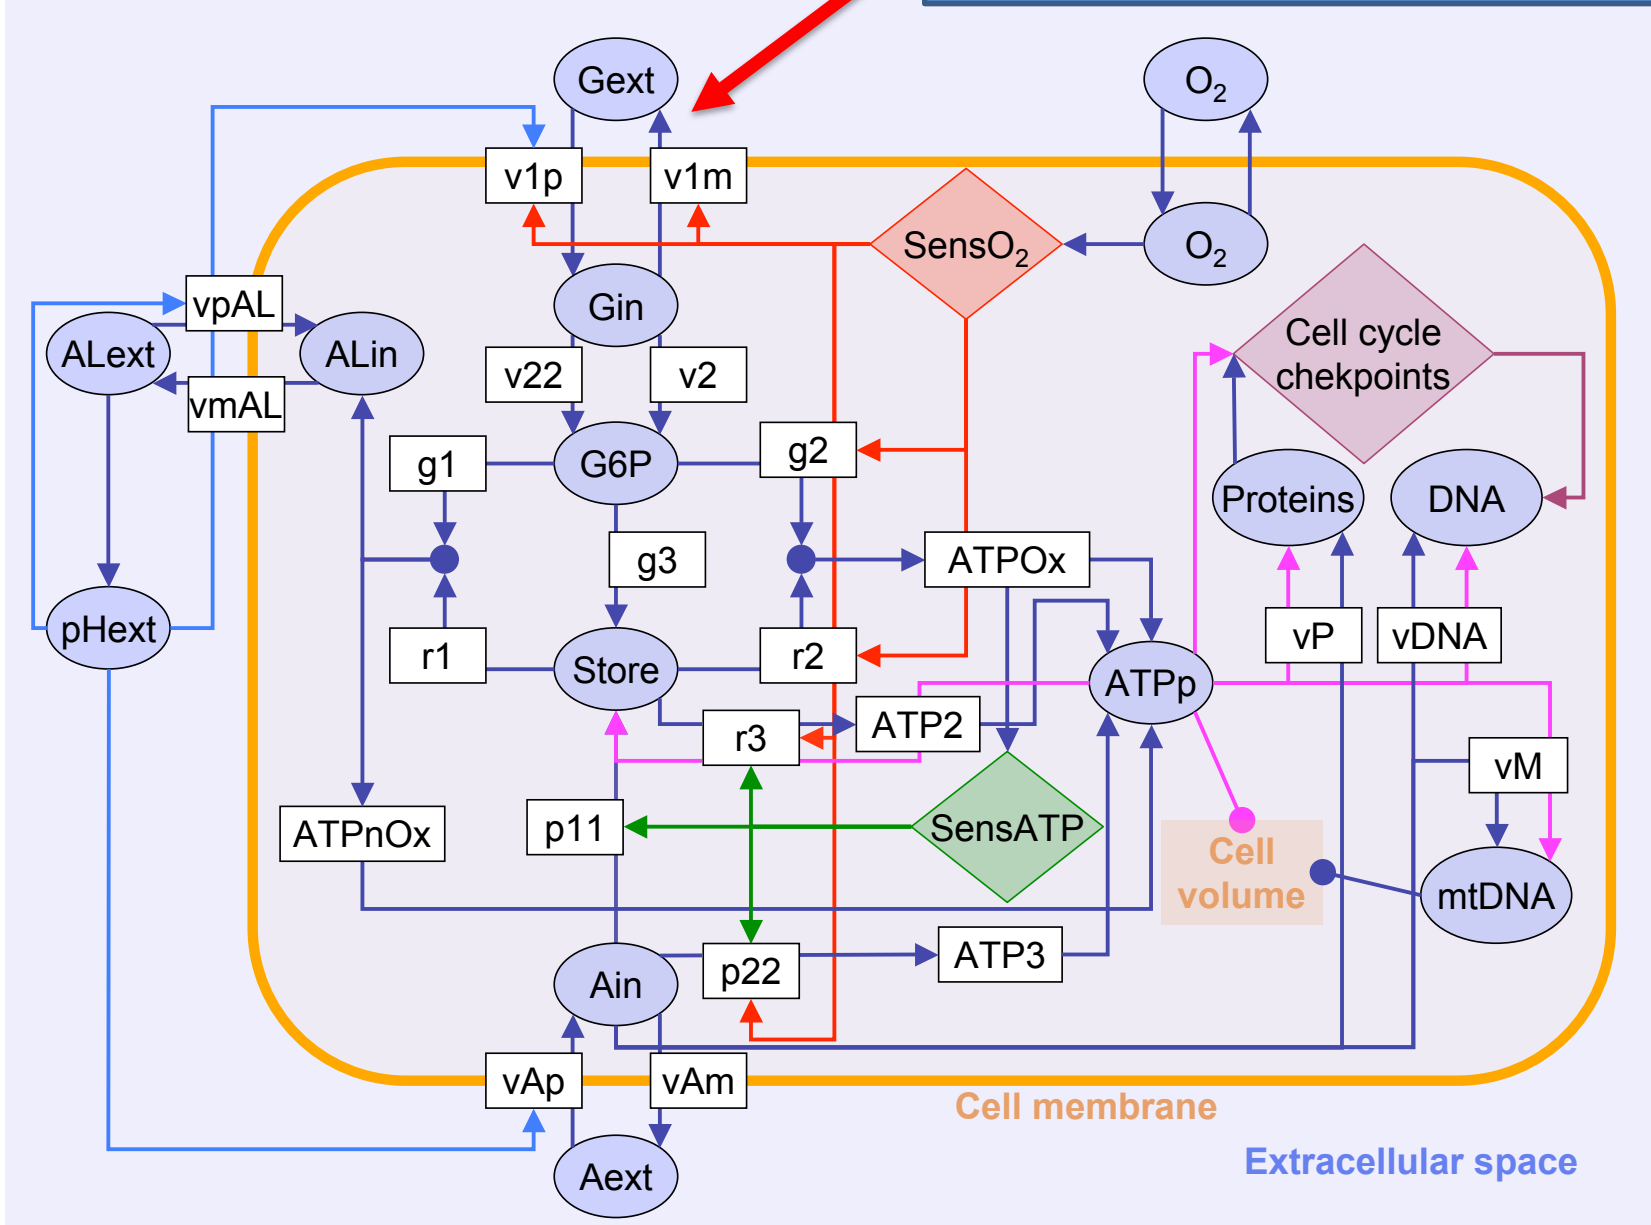 Gext
O2
v1p
v1m
SensO2
O2
vpAL
Gin
ALext
ALin
Cell cycle
chekpoints
v22
v2
vmAL
g1
G6P
g2
Proteins
DNA
g3
ATPOx
pHext
r1
Store
r2
vP
vDNA
ATPp
r3
ATP2
vM
ATPnOx
p11
SensATP
Cell
volume
mtDNA
Ain
p22
ATP3
vAp
vAm
Cell membrane
Aext
Extracellular space